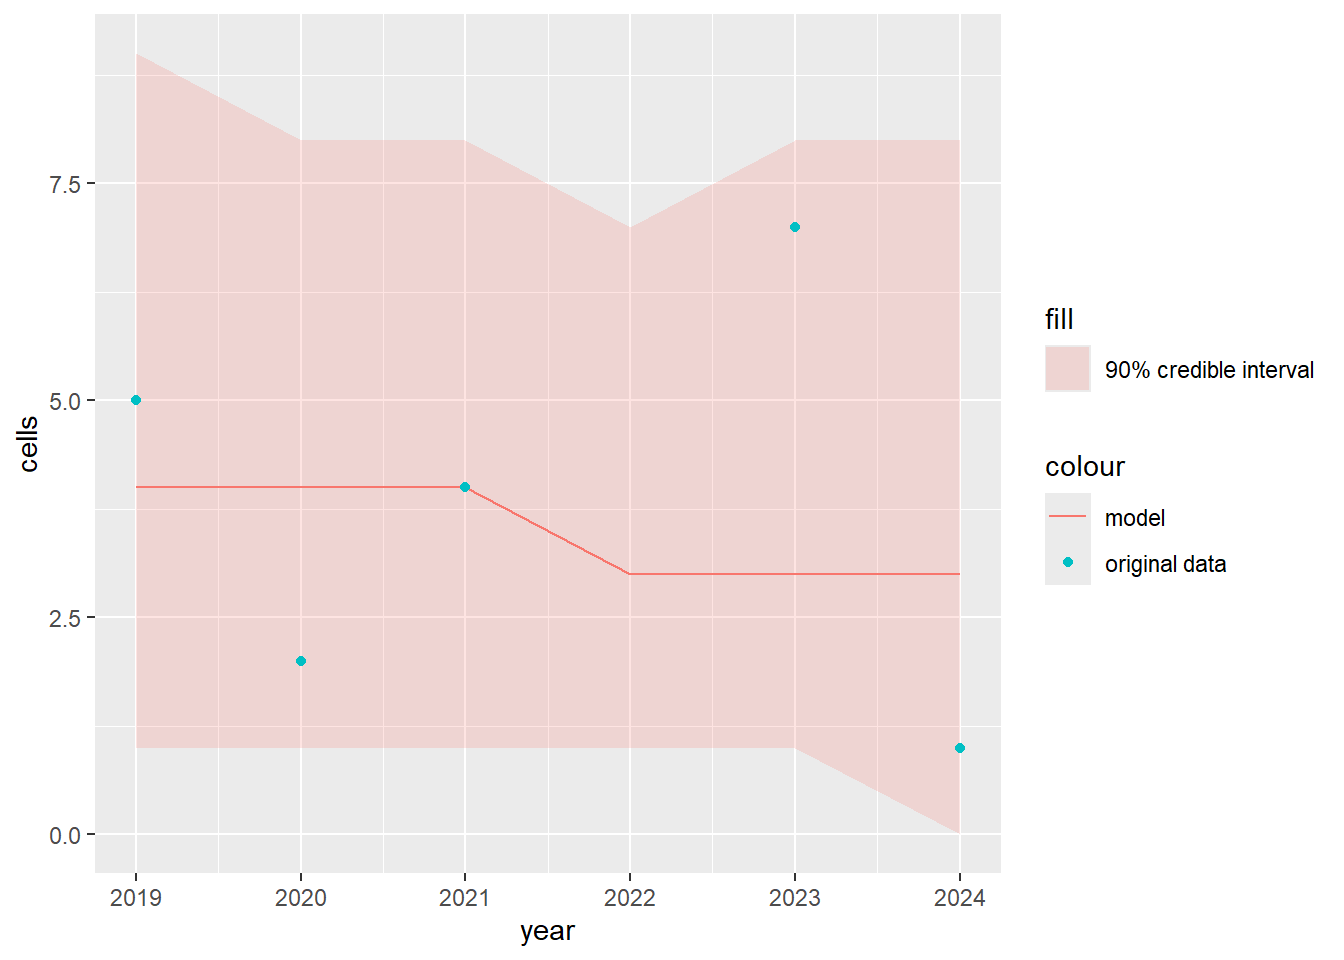 7.5
5.0
2.5
0.0
cells
2019 2020 2021 2022 2023 2024
year
fill
90% credible interval
colour
model
original data